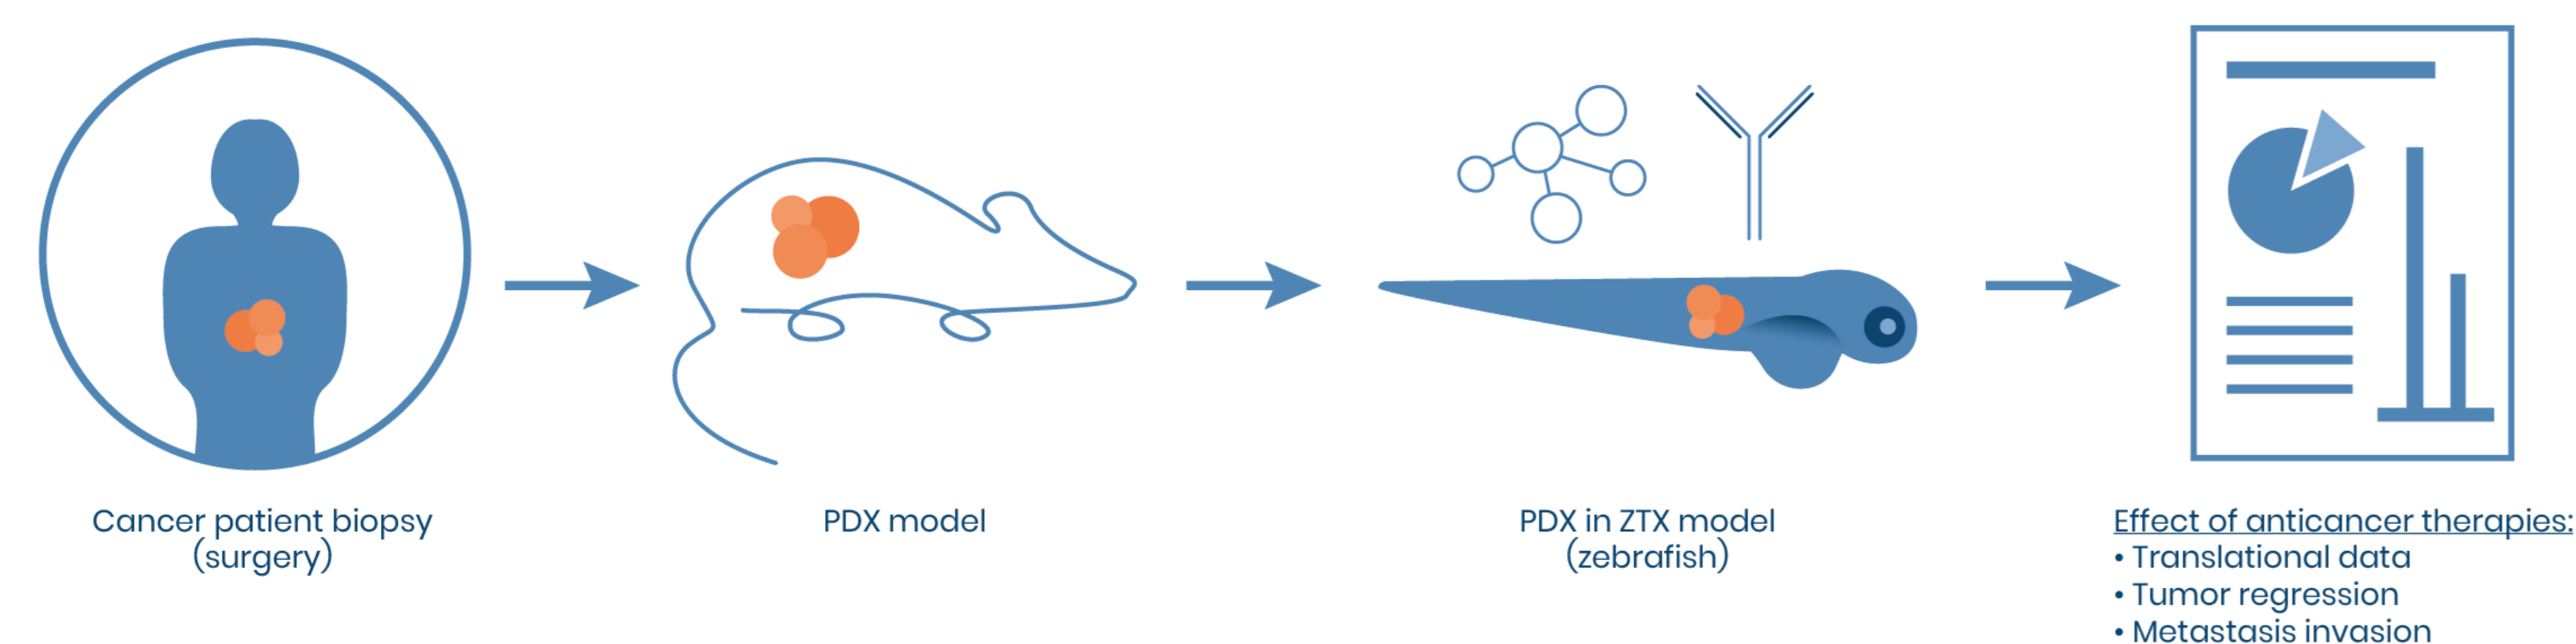 Cancer patient biopsy
(surgery)
PDX model
PDX in ZTX model
(zebrafish)
Effect of anticancer therapies:
• Translational data
• Tumor regression
• Metastasis invasion